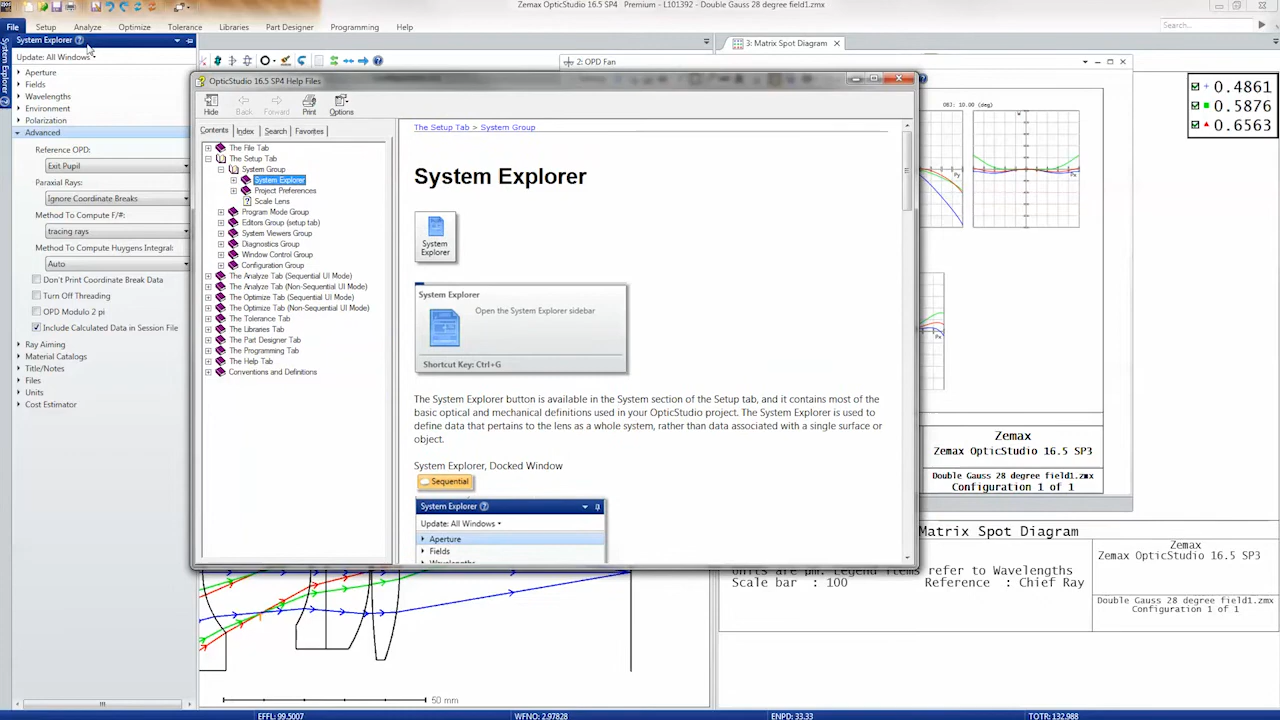 Zemax OpticStudio 16.5 SP4 Premium - L101392 - Double Gauss 28 degree field1.zmx
File Setup Analyze Optimize Tolerance Libraries Part Designer Programming Help
Search...
System Explorer
System Explorer
Update: All Windows
Aperture
Fields
Wavelengths
Environment
Polarization
Advanced
Reference OPD:
Exit Pupil
Paraxial Rays:
Ignore Coordinate Breaks
Method To Compute F/#:
tracing rays
Method To Compute Huygens Integral:
Auto
Don't Print Coordinate Break Data
Turn Off Threading
OPD Modulo 2 pi
Include Calculated Data in Session File
Ray Aiming
Material Catalogs
Title/Notes
Files
Units
Cost Estimator
2: OPD Fan
3: Matrix Spot Diagram
OpticStudio 16.5 SP4 Help Files
Hide Back Forward Print Options
Contents Index Search Favorites
The File Tab
The Setup Tab
System Group
System Explorer
Project Preferences
Scale Lens
Program Mode Group
Editors Group (setup tab)
System Viewers Group
Diagnostics Group
Window Control Group
Configuration Group
The Analyze Tab (Sequential UI Mode)
The Analyze Tab (Non-Sequential UI Mode)
The Optimize Tab (Sequential UI Mode)
The Optimize Tab (Non-Sequential UI Mode)
The Tolerance Tab
The Libraries Tab
The Part Designer Tab
The Programming Tab
The Help Tab
Conventions and Definitions
The Setup Tab > System Group
System Explorer
System
Explorer
System Explorer
Open the System Explorer sidebar
Shortcut Key: Ctrl+G
The System Explorer button is available in the System section of the Setup tab, and it contains most of the
basic optical and mechanical definitions used in your OpticStudio project. The System Explorer is used to
define data that pertains to the lens as a whole system, rather than data associated with a single surface or
object.
System Explorer, Docked Window
Sequential
System Explorer
Update: All Windows
Aperture
Fields
Wavelengths
OBJ: 10.00 (deg)
Py
Px
0.4861
0.5876
0.6563
Zemax
Zemax OpticStudio 16.5 SP3
Double Gauss 28 degree field1.zmx
Configuration 1 of 1
Matrix Spot Diagram
Units are µm. Legend items refer to Wavelengths
Scale bar : 100 Reference : Chief Ray
Zemax
Zemax OpticStudio 16.5 SP3
Double Gauss 28 degree field1.zmx
Configuration 1 of 1
50 mm
EFFL: 99.5007 WFNO: 2.97828 ENPD: 33.33 TOTR: 132.988